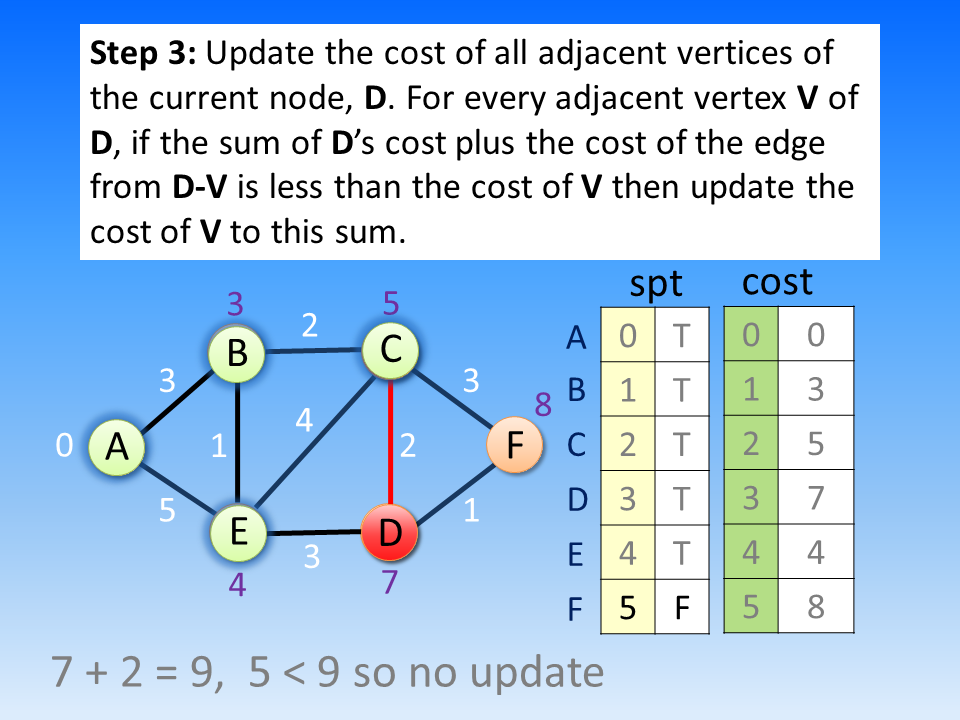 Step 3: Update the cost of all adjacent vertices of
the current node, D. For every adjacent vertex V of
D, if the sum of D’s cost plus the cost of the edge
from D-V is less than the cost of V then update the
cost of V to this sum.
spt cost
3 5
2
B C
3 3
8
4
0 A 1 2 F
5 1
E D
3
4 7
A 0 T 0 0
B 1 T 1 3
C 2 T 2 5
D 3 T 3 7
E 4 T 4 4
F 5 F 5 8
7 + 2 = 9, 5 < 9 so no update